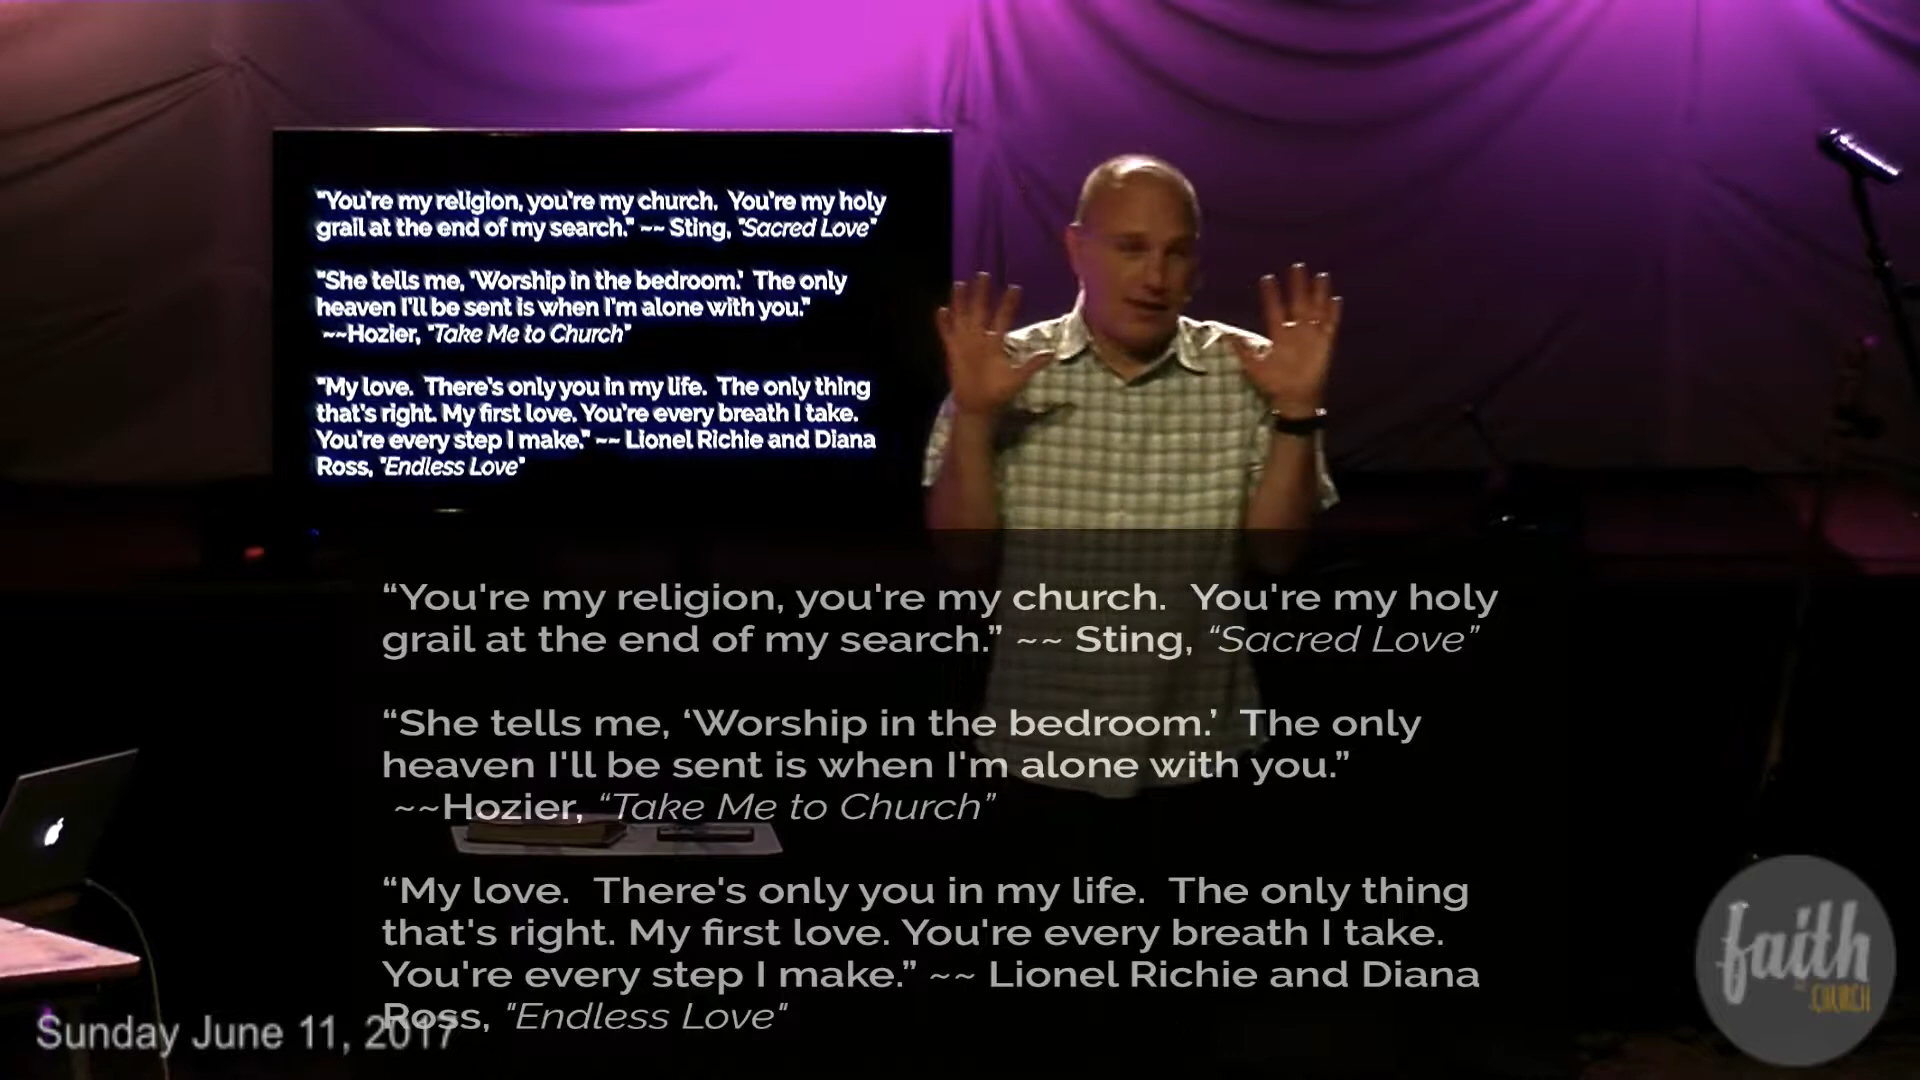 "You're my religion, you're my church.  You're my holy
grail at the end of my search." ~~ Sting, "Sacred Love"
"She tells me, 'Worship in the bedroom.'  The only
heaven I'll be sent is when I'm alone with you."
~~Hozier, "Take Me to Church"
"My love.  There's only you in my life.  The only thing
that's right. My first love. You're every breath I take.
You're every step I make." ~~ Lionel Richie and Diana
Ross, "Endless Love"
“You're my religion, you're my church.  You're my holy
grail at the end of my search.” ~~ Sting, “Sacred Love”
“She tells me, ‘Worship in the bedroom.’  The only
heaven I'll be sent is when I'm alone with you.”
~~Hozier, “Take Me to Church”
“My love.  There's only you in my life.  The only thing
that's right. My first love. You're every breath I take.
You're every step I make.” ~~ Lionel Richie and Diana
Ross, "Endless Love"
Sunday June 11, 2017
faith
CHURCH